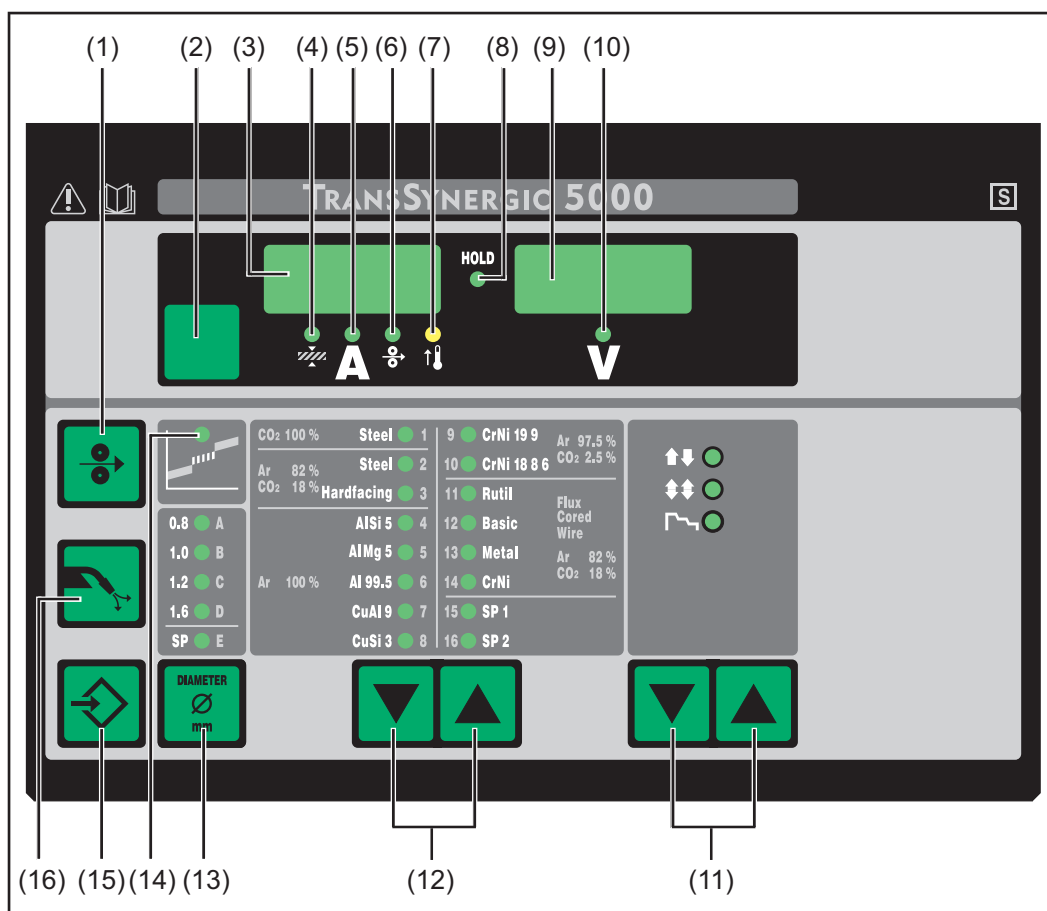 (1) (2) (3) (4) (5) (6) (7) (8) (9) (10)
TRANSSYNERGIC 5000
S
HOLD
A
V
CO2 100 % Steel 1 9 CrNi 19 9 Ar 97.5 %
Ar 82 % Steel 2 10 CrNi 18 8 6 CO2 2.5 %
CO2 18 % Hardfacing 3 11 Rutil Flux
0.8 A AlSi 5 4 12 Basic Cored
1.0 B AlMg 5 5 13 Metal Wire
1.2 C Ar 100 % Al 99.5 6 14 CrNi Ar 82 %
1.6 D CuAl 9 7 15 SP 1 CO2 18 %
SP E CuSi 3 8 16 SP 2
DIAMETER
Ø
mm
(16) (15) (14) (13) (12) (11)